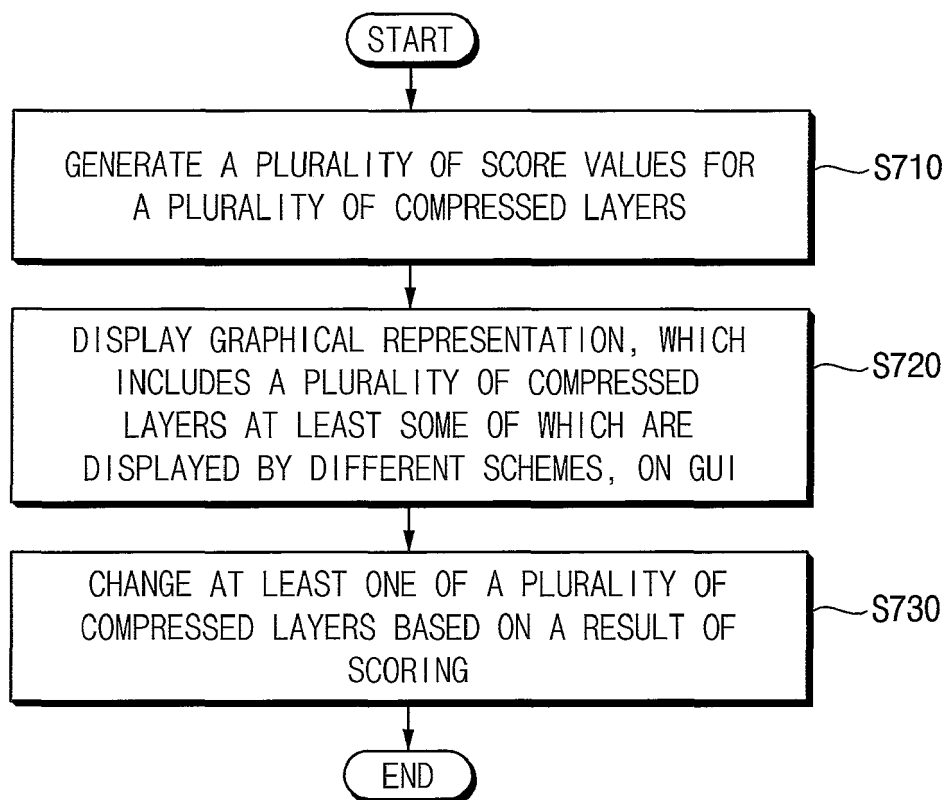 START
GENERATE A PLURALITY OF SCORE VALUES FOR
A PLURALITY OF COMPRESSED LAYERS
S710
DISPLAY GRAPHICAL REPRESENTATION, WHICH
INCLUDES A PLURALITY OF COMPRESSED
LAYERS AT LEAST SOME OF WHICH ARE
DISPLAYED BY DIFFERENT SCHEMES, ON GUI
S720
CHANGE AT LEAST ONE OF A PLURALITY OF
COMPRESSED LAYERS BASED ON A RESULT OF
SCORING
S730
END